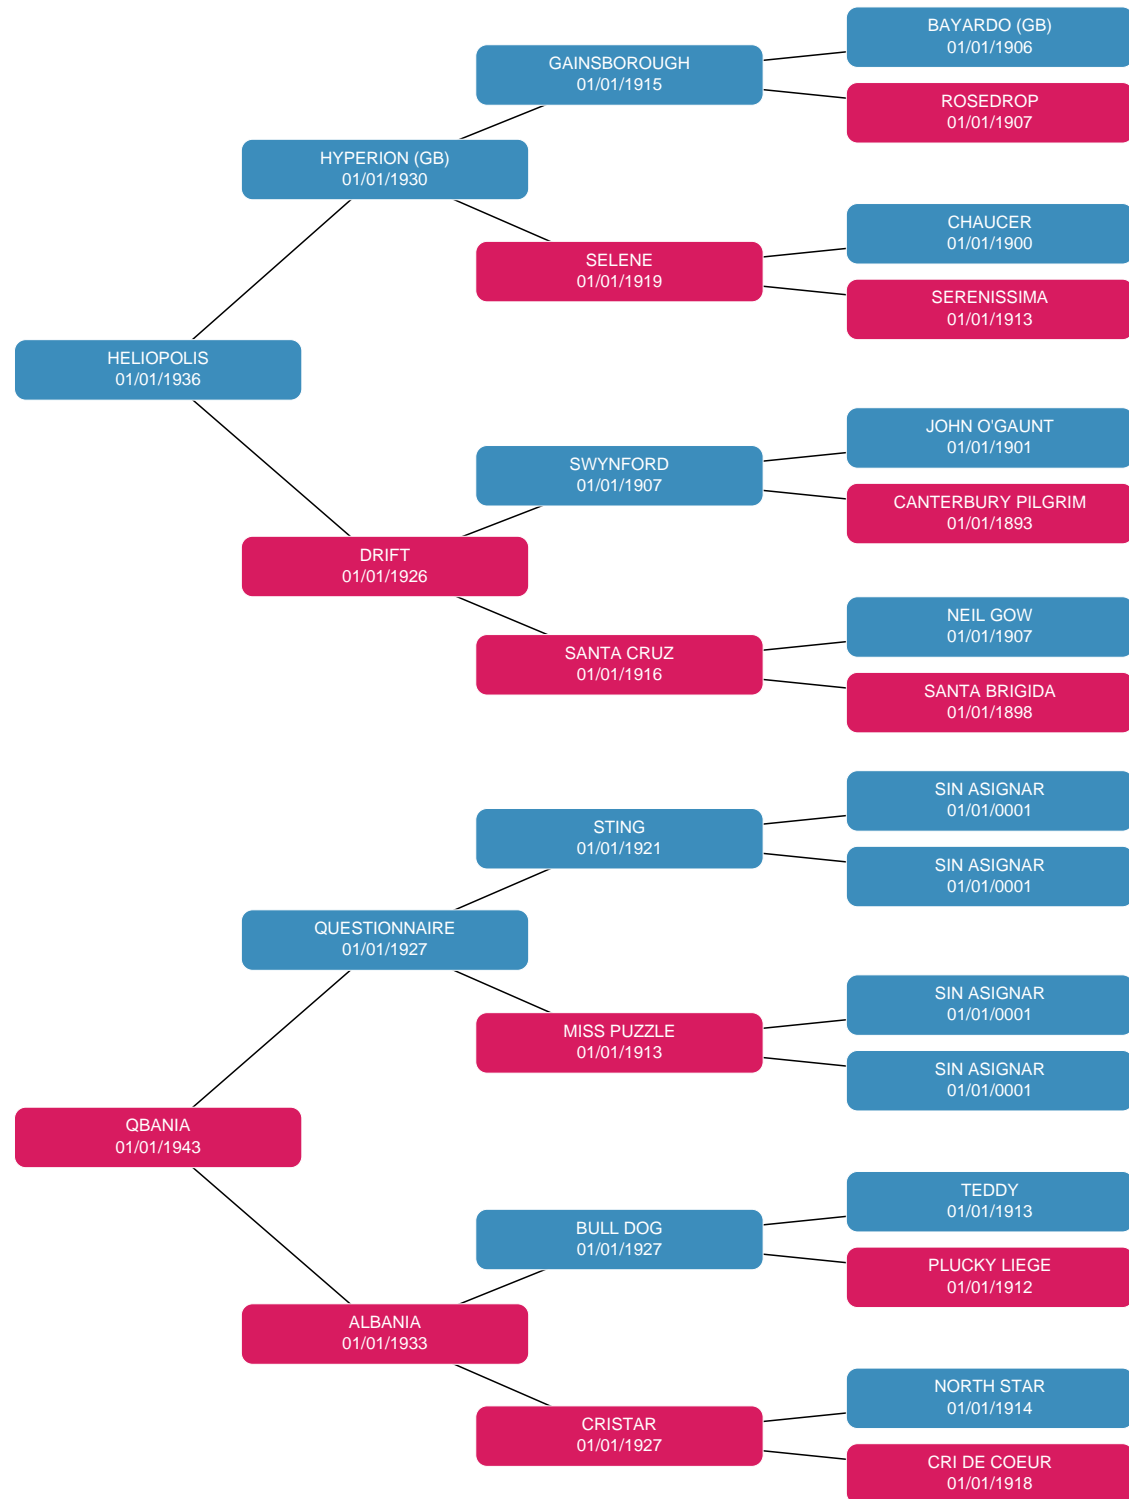 BAYARDO (GB)
01/01/1906
GAINSBOROUGH
01/01/1915
ROSEDROP
01/01/1907
HYPERION (GB)
01/01/1930
CHAUCER
01/01/1900
SELENE
01/01/1919
SERENISSIMA
01/01/1913
HELIOPOLIS
01/01/1936
JOHN O'GAUNT
01/01/1901
SWYNFORD
01/01/1907
CANTERBURY PILGRIM
01/01/1893
DRIFT
01/01/1926
NEIL GOW
01/01/1907
SANTA CRUZ
01/01/1916
SANTA BRIGIDA
01/01/1898
SIN ASIGNAR
01/01/0001
STING
01/01/1921
SIN ASIGNAR
01/01/0001
QUESTIONNAIRE
01/01/1927
SIN ASIGNAR
01/01/0001
MISS PUZZLE
01/01/1913
SIN ASIGNAR
01/01/0001
QBANIA
01/01/1943
TEDDY
01/01/1913
BULL DOG
01/01/1927
PLUCKY LIEGE
01/01/1912
ALBANIA
01/01/1933
NORTH STAR
01/01/1914
CRISTAR
01/01/1927
CRI DE COEUR
01/01/1918